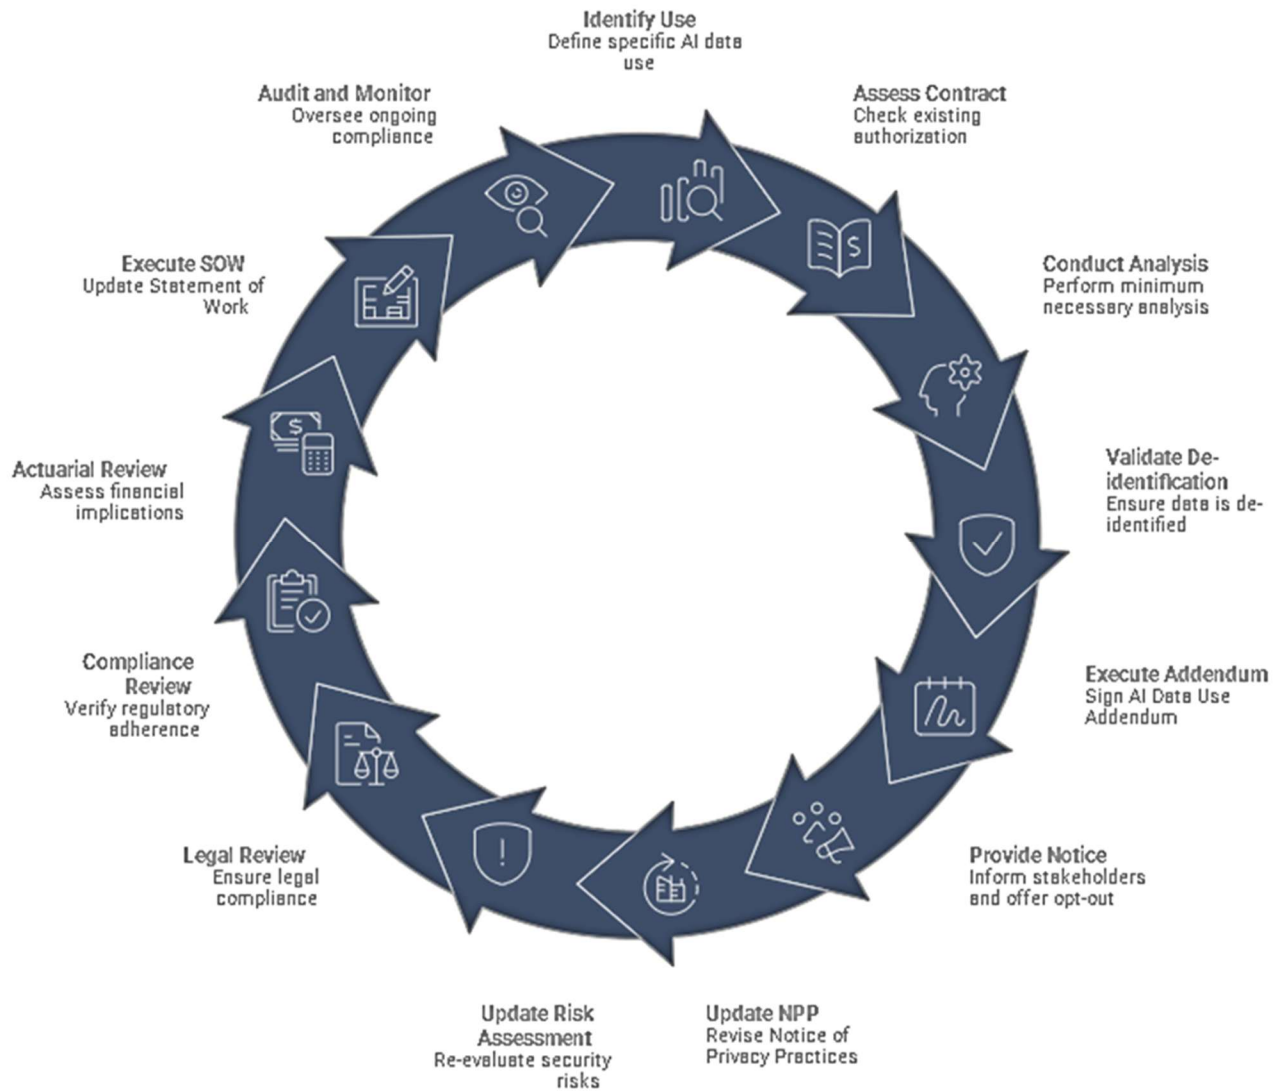 Identify Use
Define specific AI data
use
Assess Contract
Check existing
authorization
Conduct Analysis
Perform minimum
necessary analysis
Validate De-
identification
Ensure data is de-
identified
Execute Addendum
Sign AI Data Use
Addendum
Provide Notice
Inform stakeholders
and offer opt-out
Update NPP
Revise Notice of
Privacy Practices
Update Risk
Assessment
Re-evaluate security
risks
Legal Review
Ensure legal
compliance
Compliance
Review
Verify regulatory
adherence
Actuarial Review
Assess financial
implications
Execute SOW
Update Statement of
Work
Audit and Monitor
Oversee ongoing
compliance
$
$